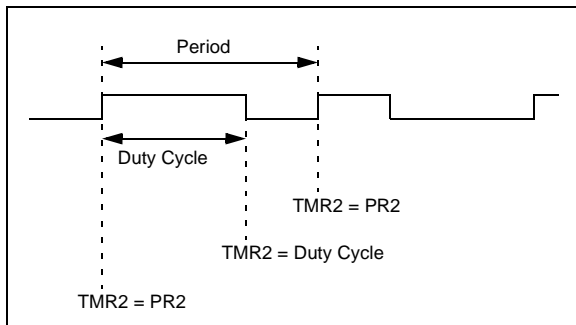 Period
Duty Cycle
TMR2 = PR2
TMR2 = Duty Cycle
TMR2 = PR2